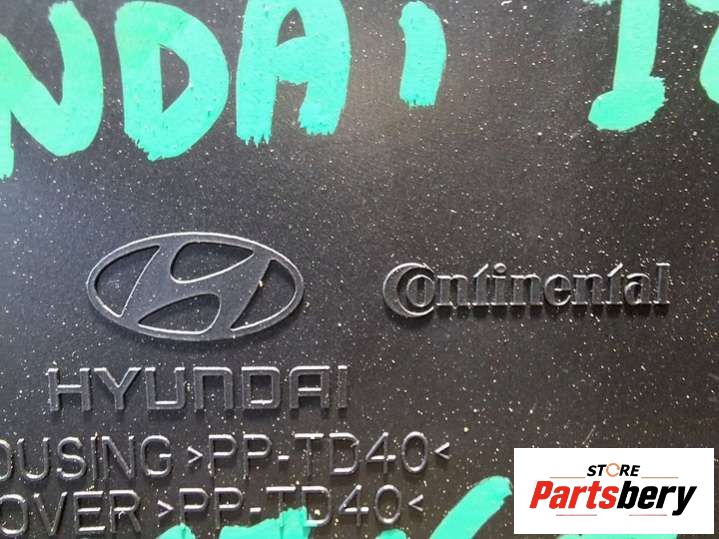 NDAI
Continental
HYUNDAI
OUSING >PP-TD40<
OVER >PP-TD40<
STORE
Partsbery